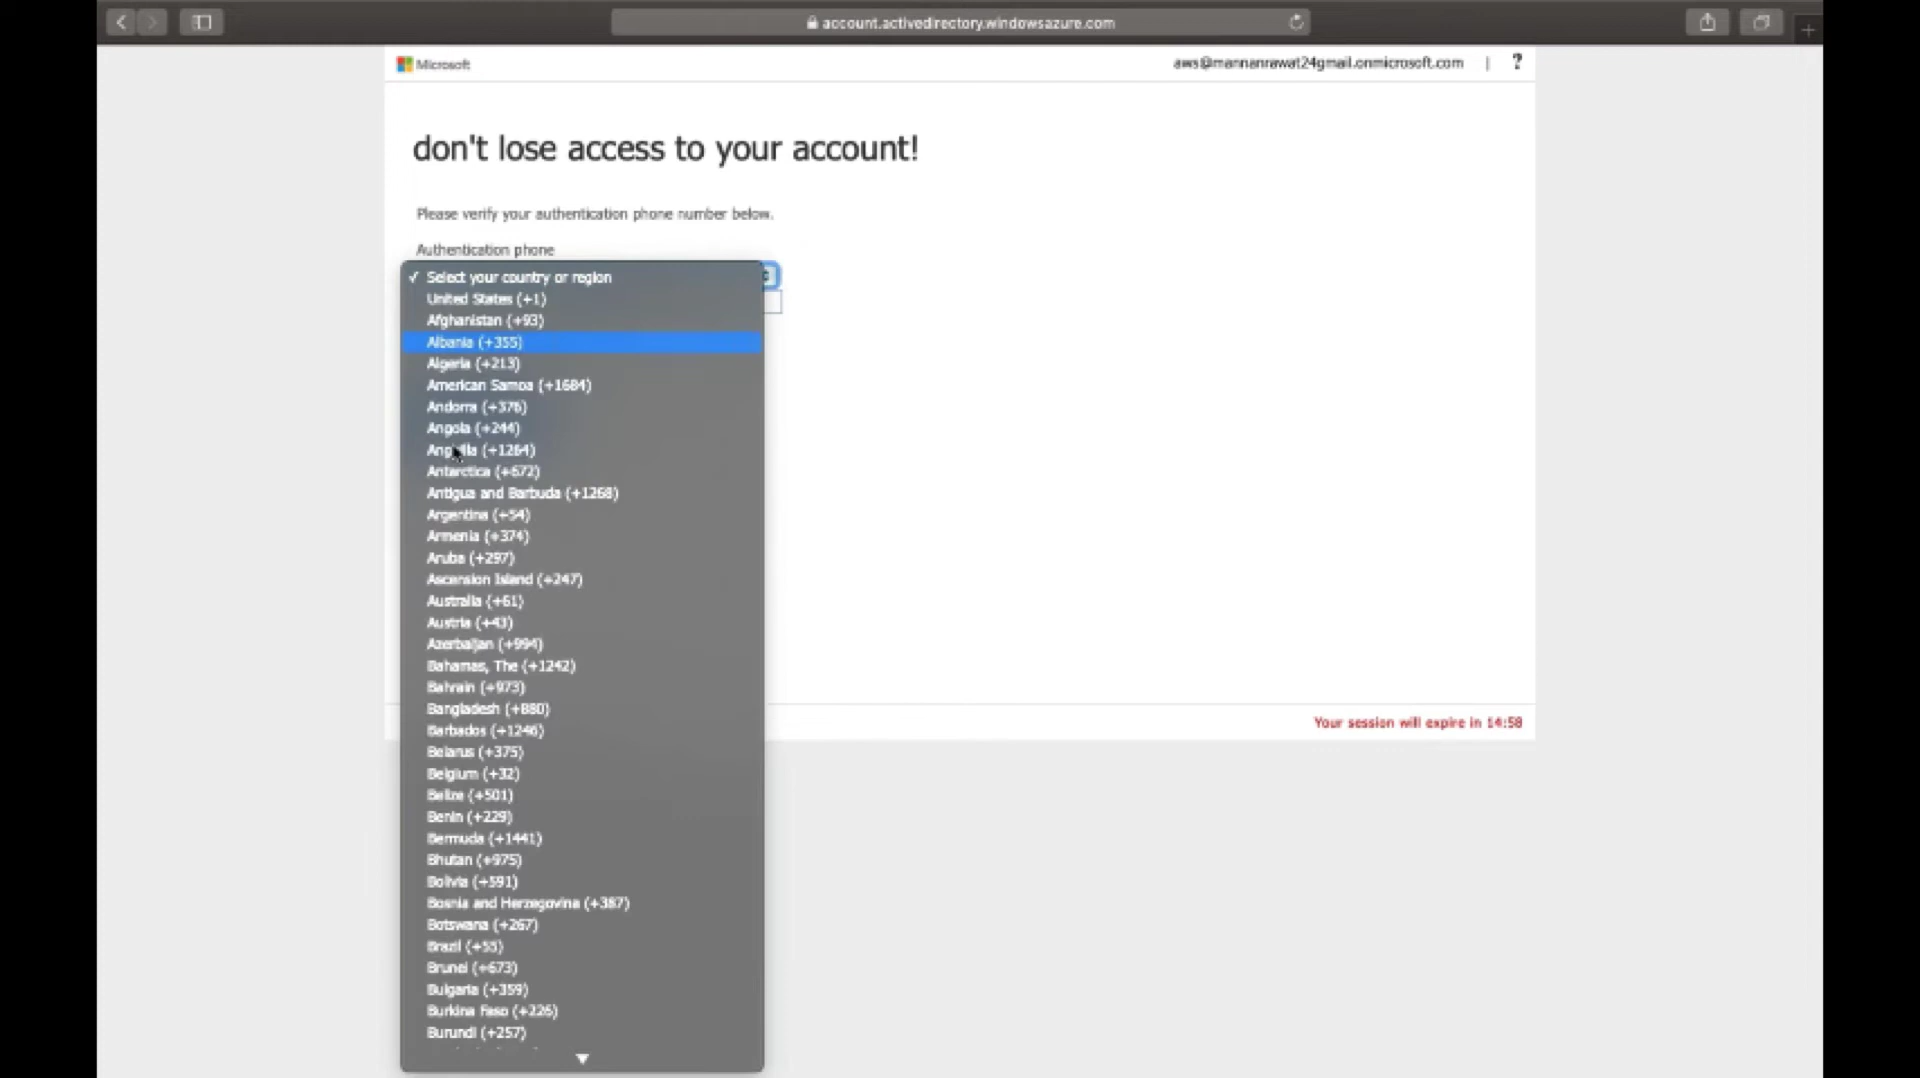 account.activedirectory.windowsazure.com
Microsoft
aws@mannanrawat24gmail.onmicrosoft.com | ?
don't lose access to your account!
Please verify your authentication phone number below.
Authentication phone
✓ Select your country or region
United States (+1)
Afghanistan (+93)
Albania (+355)
Algeria (+213)
American Samoa (+1684)
Andorra (+376)
Angola (+244)
Anguilla (+1264)
Antarctica (+672)
Antigua and Barbuda (+1268)
Argentina (+54)
Armenia (+374)
Aruba (+297)
Ascension Island (+247)
Australia (+61)
Austria (+43)
Azerbaijan (+994)
Bahamas, The (+1242)
Bahrain (+973)
Bangladesh (+880)
Barbados (+1246)
Your session will expire in 14:58
Belarus (+375)
Belgium (+32)
Belize (+501)
Benin (+229)
Bermuda (+1441)
Bhutan (+975)
Bolivia (+591)
Bosnia and Herzegovina (+387)
Botswana (+267)
Brazil (+55)
Brunei (+673)
Bulgaria (+359)
Burkina Faso (+226)
Burundi (+257)